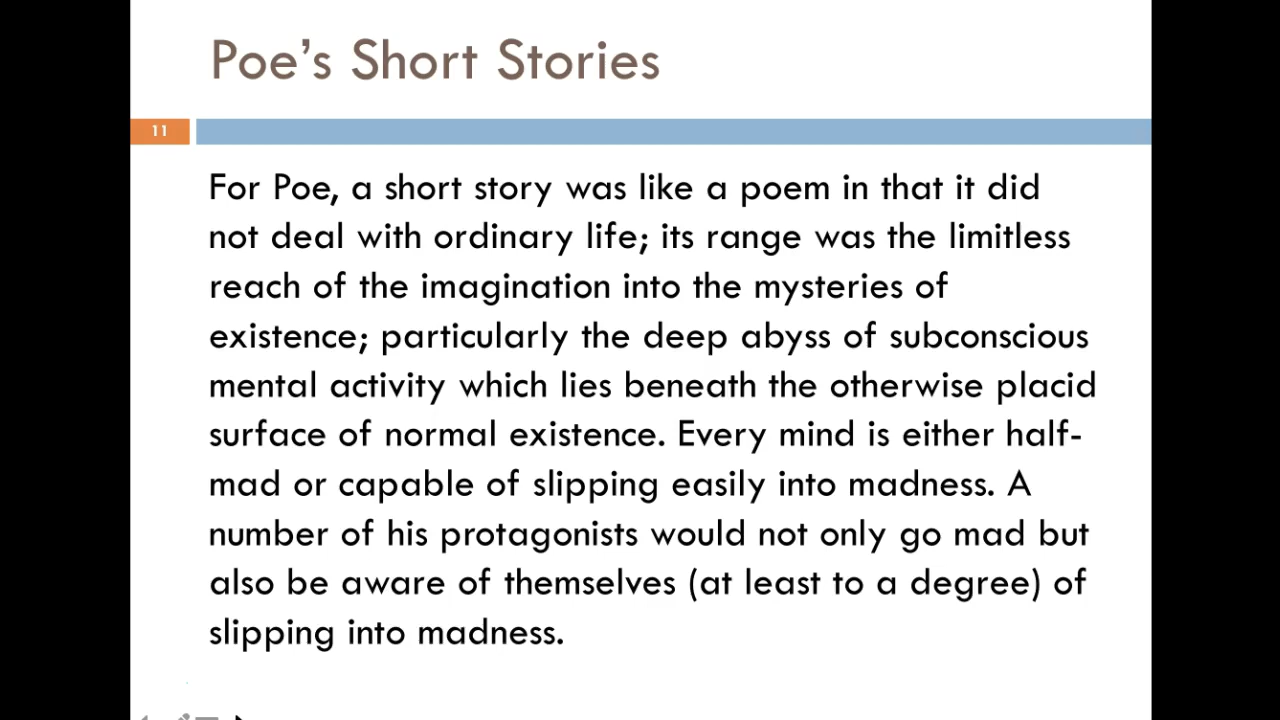 Poe’s Short Stories
11
For Poe, a short story was like a poem in that it did
not deal with ordinary life; its range was the limitless
reach of the imagination into the mysteries of
existence; particularly the deep abyss of subconscious
mental activity which lies beneath the otherwise placid
surface of normal existence. Every mind is either half-
mad or capable of slipping easily into madness. A
number of his protagonists would not only go mad but
also be aware of themselves (at least to a degree) of
slipping into madness.